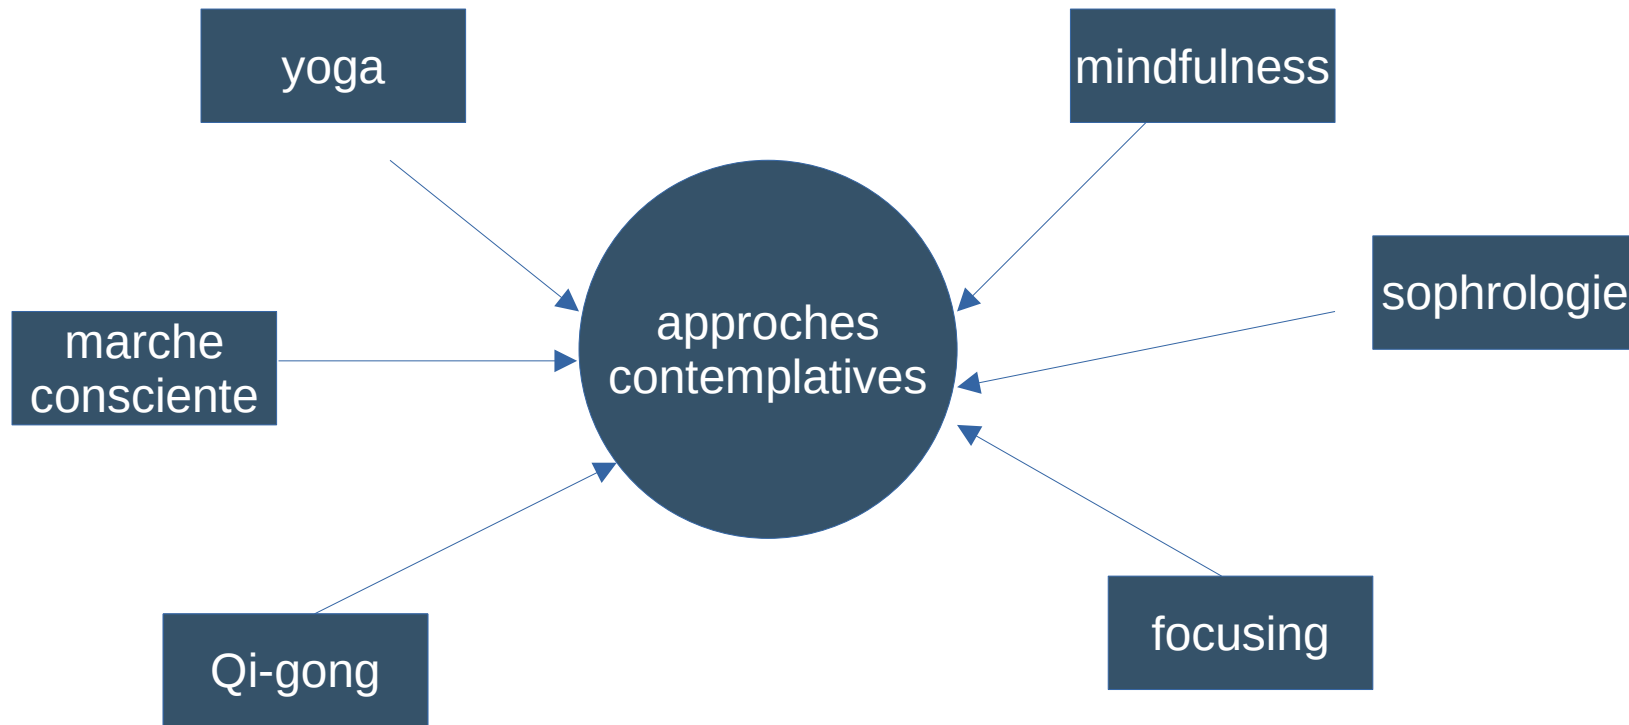 yoga
mindfulness
sophrologie
approches
contemplatives
marche
consciente
focusing
Qi-gong